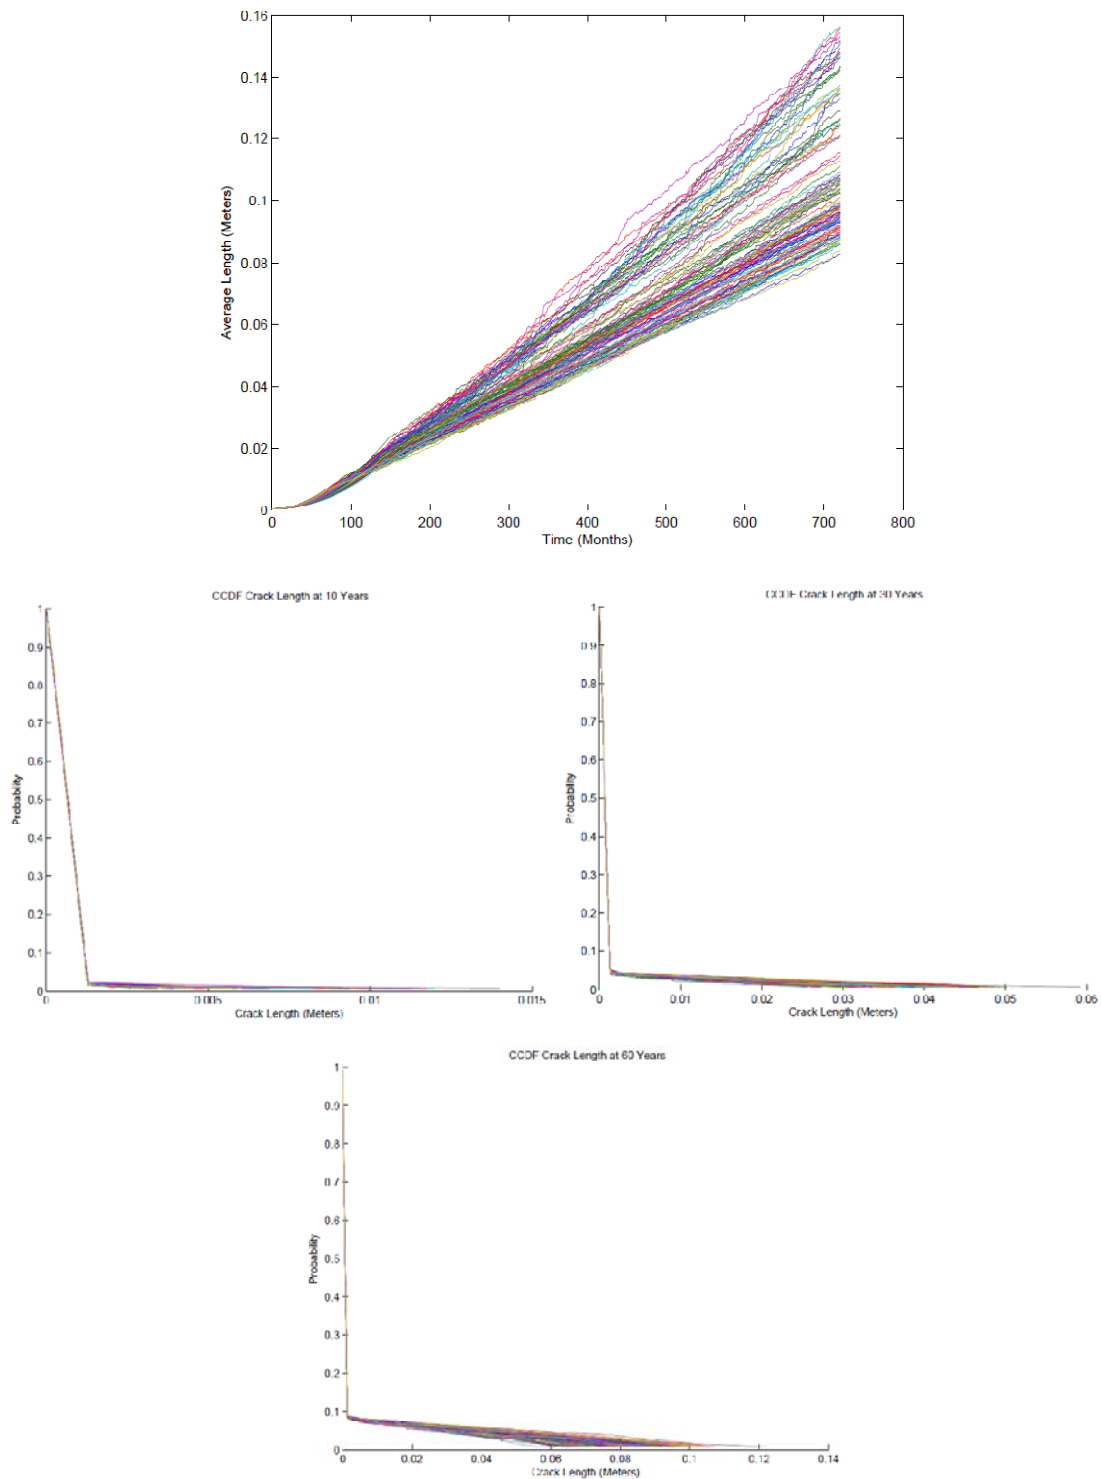 0.16
0.14
0.12
0.1
0.08
0.06
0.04
0.02
0
Average Length (Meters)
0 100 200 300 400 500 600 700 800
Time (Months)
CCDF Crack Length at 10 Years
1
0.9
0.8
0.7
0.6
0.5
0.4
0.3
0.2
0.1
0
Probability
0 0.005 0.01 0.015
Crack Length (Meters)
CCDF Crack Length at 30 Years
1
0.9
0.8
0.7
0.6
0.5
0.4
0.3
0.2
0.1
0
Probability
0 0.01 0.02 0.03 0.04 0.05 0.06
Crack Length (Meters)
CCDF Crack Length at 60 Years
1
0.9
0.8
0.7
0.6
0.5
0.4
0.3
0.2
0.1
0
Probability
0 0.02 0.04 0.06 0.08 0.1 0.12 0.14
Crack Length (Meters)